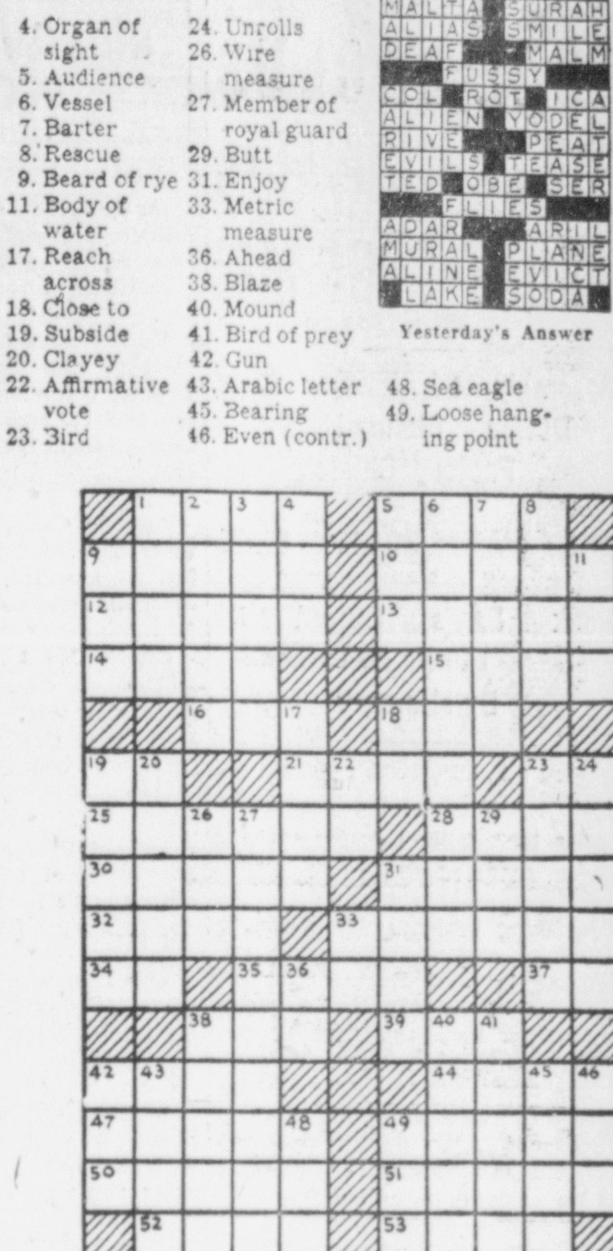 4. Organ of
sight
5. Audience
6. Vessel
7. Barter
8. Rescue
9. Beard of rye
11. Body of
water
17. Reach
across
18. Close to
19. Subside
20. Clayey
22. Affirmative
vote
23. Bird
24. Unrolls
26. Wire
measure
27. Member of
royal guard
29. Butt
31. Enjoy
33. Metric
measure
36. Ahead
38. Blaze
40. Mound
41. Bird of prey
42. Gun
43. Arabic letter
45. Bearing
46. Even (contr.)
MALTA SURAH
ALIAS SMILE
DEAF MALM
FUSSY
COL ROT ICA
ALIEN YODEL
RIVE PEAT
EVILS TEASE
TED OBE SER
FLIES
ADAR ARIL
MURAL PLANE
ALINE EVICT
LAKE SODA
Yesterday's Answer
48. Sea eagle
49. Loose hang-
ing point
1 2 3 4 5 6 7 8
9 10 11
12 13
14 15
16 17 18
19 20 21 22 23 24
25 26 27 28 29
30 31
32 33
34 35 36 37
38 39 40 41
42 43 44 45 46
47 48 49
50 51
52 53